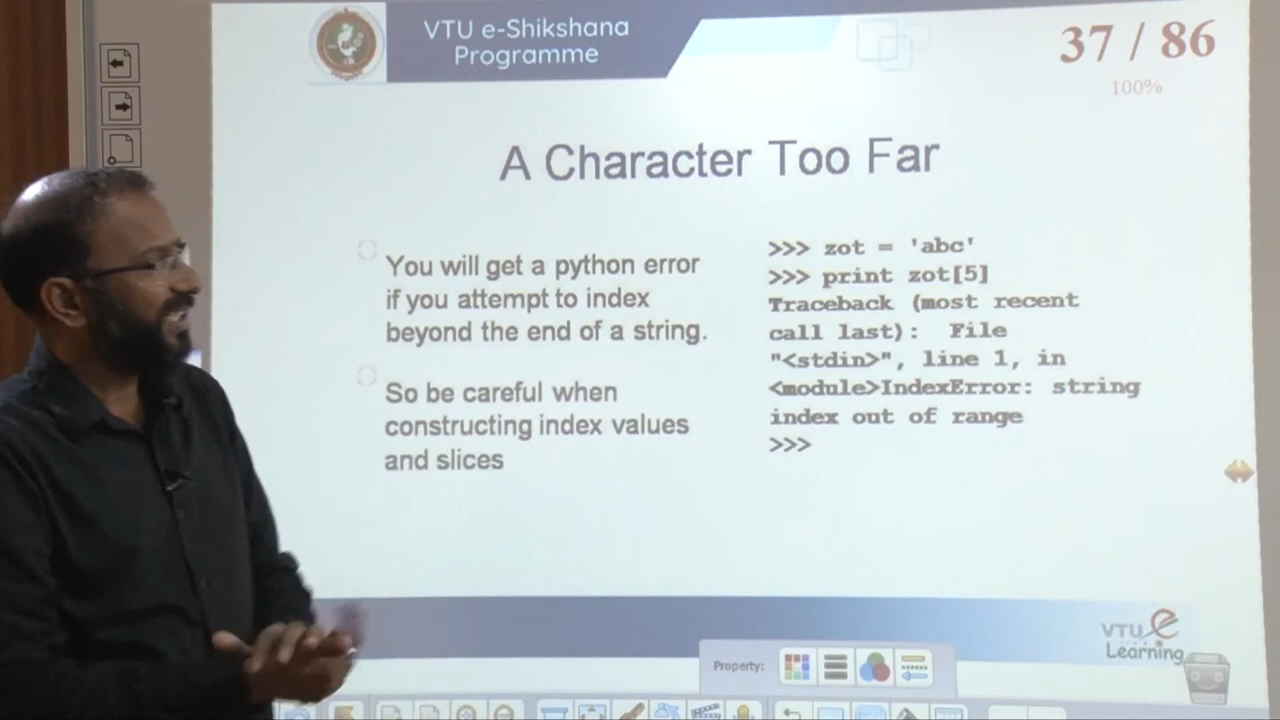 VTU e-Shikshana
Programme
37 / 86
100%
A Character Too Far
You will get a python error
if you attempt to index
beyond the end of a string.
So be careful when
constructing index values
and slices
>>> zot = 'abc'
>>> print zot[5]
Traceback (most recent
call last): File
"<stdin>", line 1, in
<module>IndexError: string
index out of range
>>>
VTU e
Learning
Property: